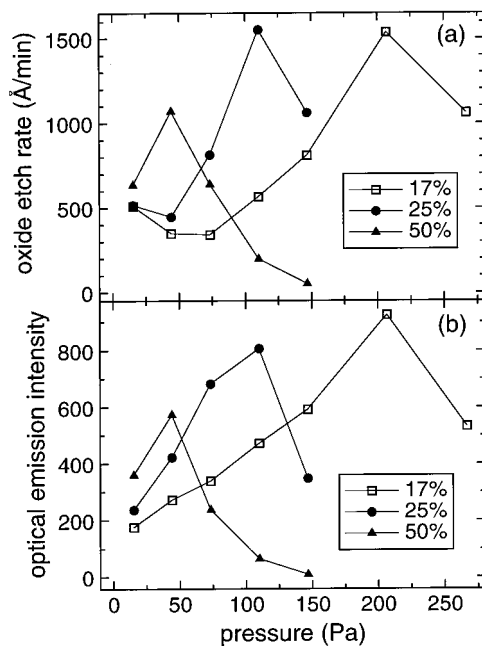 (a)
oxide etch rate (Å/min)
1500
1000
500
0
17%
25%
50%
(b)
optical emission intensity
800
600
400
200
0
17%
25%
50%
0 50 100 150 200 250
pressure (Pa)